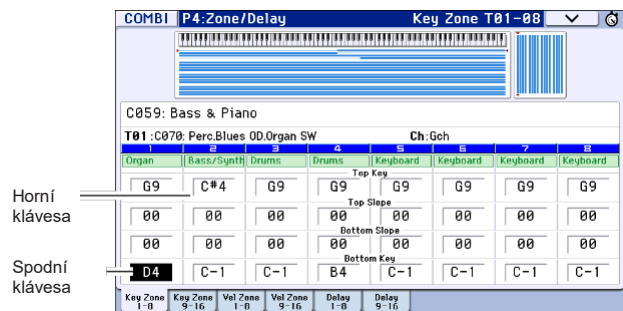 COMBI P4:Zone/Delay Key Zone T01-08
C059: Bass & Piano
T01 :C070: Perc.Blues OD.Organ SW Ch:Gch
1 2 3 4 5 6 7 8
Organ Bass/Synth Drums Drums Keyboard Keyboard Keyboard Keyboard
Top Key
G9 C#4 G9 G9 G9 G9 G9 G9
Horní
klávesa
Top Slope
00 00 00 00 00 00 00 00
Bottom Slope
00 00 00 00 00 00 00 00
Bottom Key
Spodní
klávesa
D4 C-1 C-1 B4 C-1 C-1 C-1 C-1
Key Zone 1-8 Key Zone 9-16 Vel Zone 1-8 Vel Zone 9-16 Delay 1-8 Delay 9-16